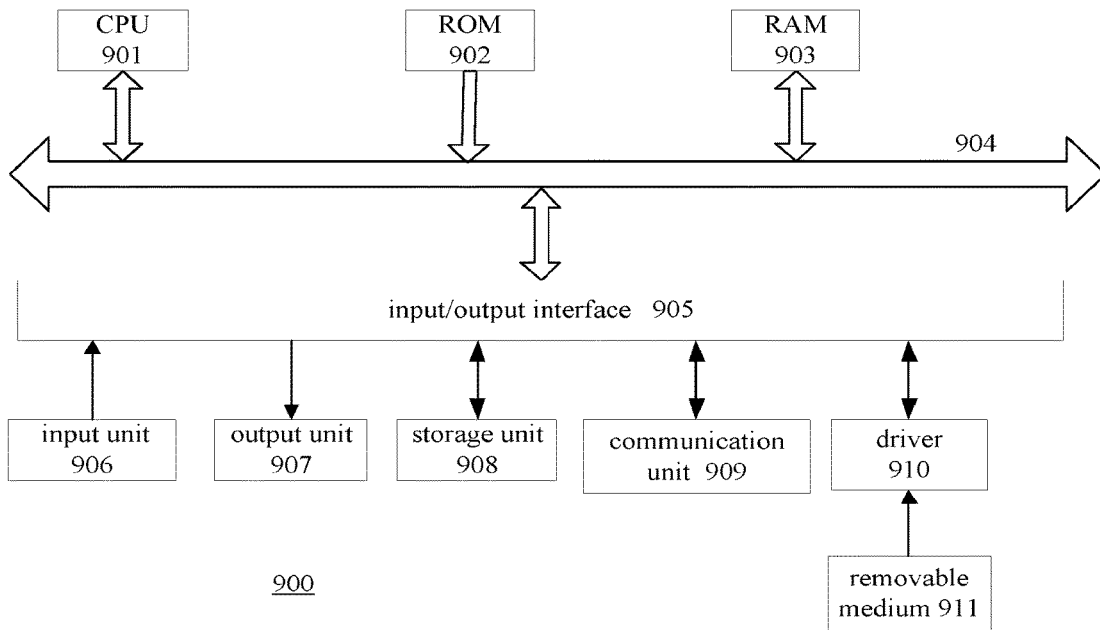 CPU
901
ROM
902
RAM
903
904
input/output interface 905
input unit
906
output unit
907
storage unit
908
communication
unit 909
driver
910
removable
medium 911
900